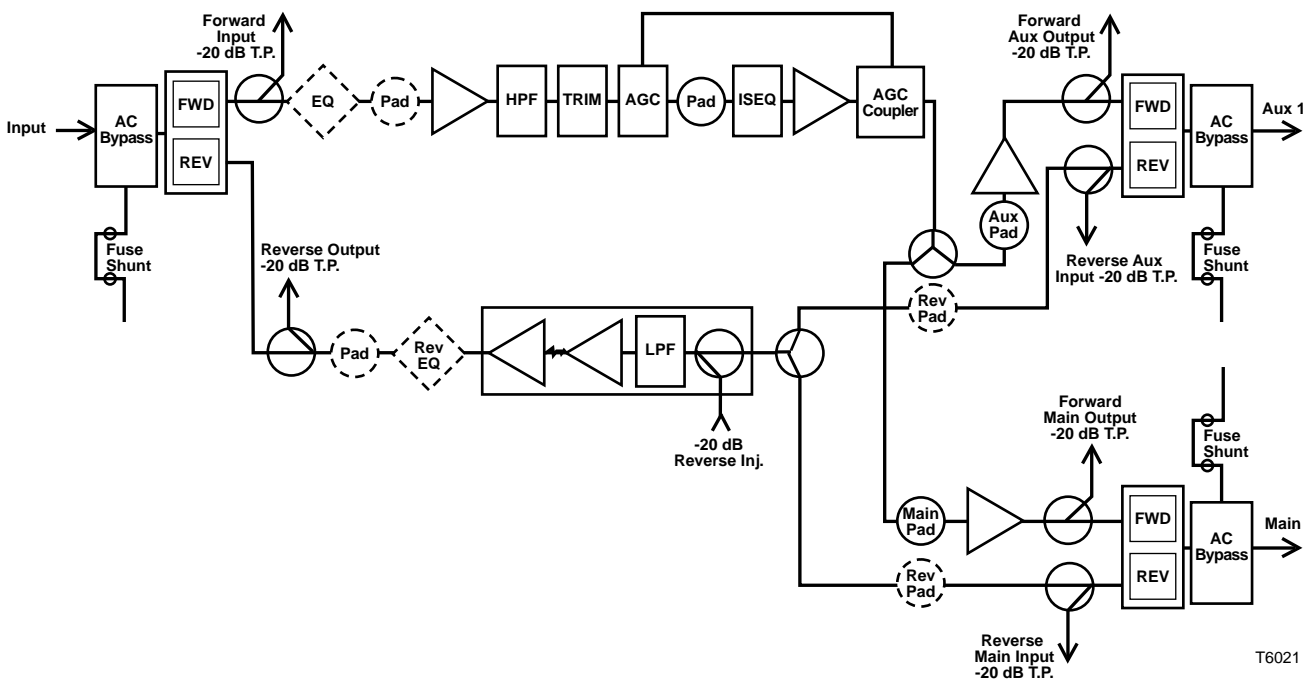 Forward
Input
-20 dB T.P.
Forward
Aux Output
-20 dB T.P.
Input
AC
Bypass
FWD
REV
EQ
Pad
HPF
TRIM
AGC
Pad
ISEQ
AGC
Coupler
FWD
REV
AC
Bypass
Aux 1
Aux
Pad
Fuse
Shunt
Reverse Output
-20 dB T.P.
Reverse Aux
Input -20 dB T.P.
Fuse
Shunt
Rev
Pad
Pad
Rev
EQ
LPF
-20 dB
Reverse Inj.
Forward
Main Output
-20 dB T.P.
Fuse
Shunt
Main
Pad
FWD
REV
AC
Bypass
Main
Rev
Pad
Reverse
Main Input
-20 dB T.P.
T6021